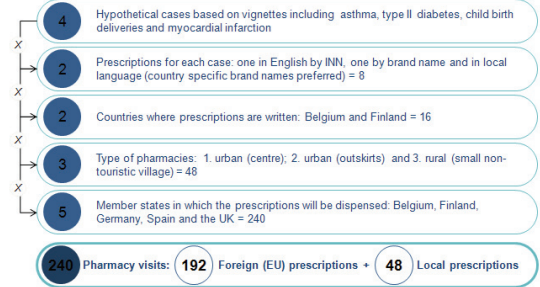 4 Hypothetical cases based on vignettes including asthma, type II diabetes, child birth
deliveries and myocardial infarction
X
2 Prescriptions for each case: one in English by INN, one by brand name and in local
language (country specific brand names preferred) = 8
X
2 Countries where prescriptions are written: Belgium and Finland = 16
X
3 Type of pharmacies: 1. urban (centre); 2. urban (outskirts) and 3. rural (small non-
touristic village) = 48
X
5 Member states in which the prescriptions will be dispensed: Belgium, Finland,
Germany, Spain and the UK = 240
240 Pharmacy visits: 192 Foreign (EU) prescriptions + 48 Local prescriptions